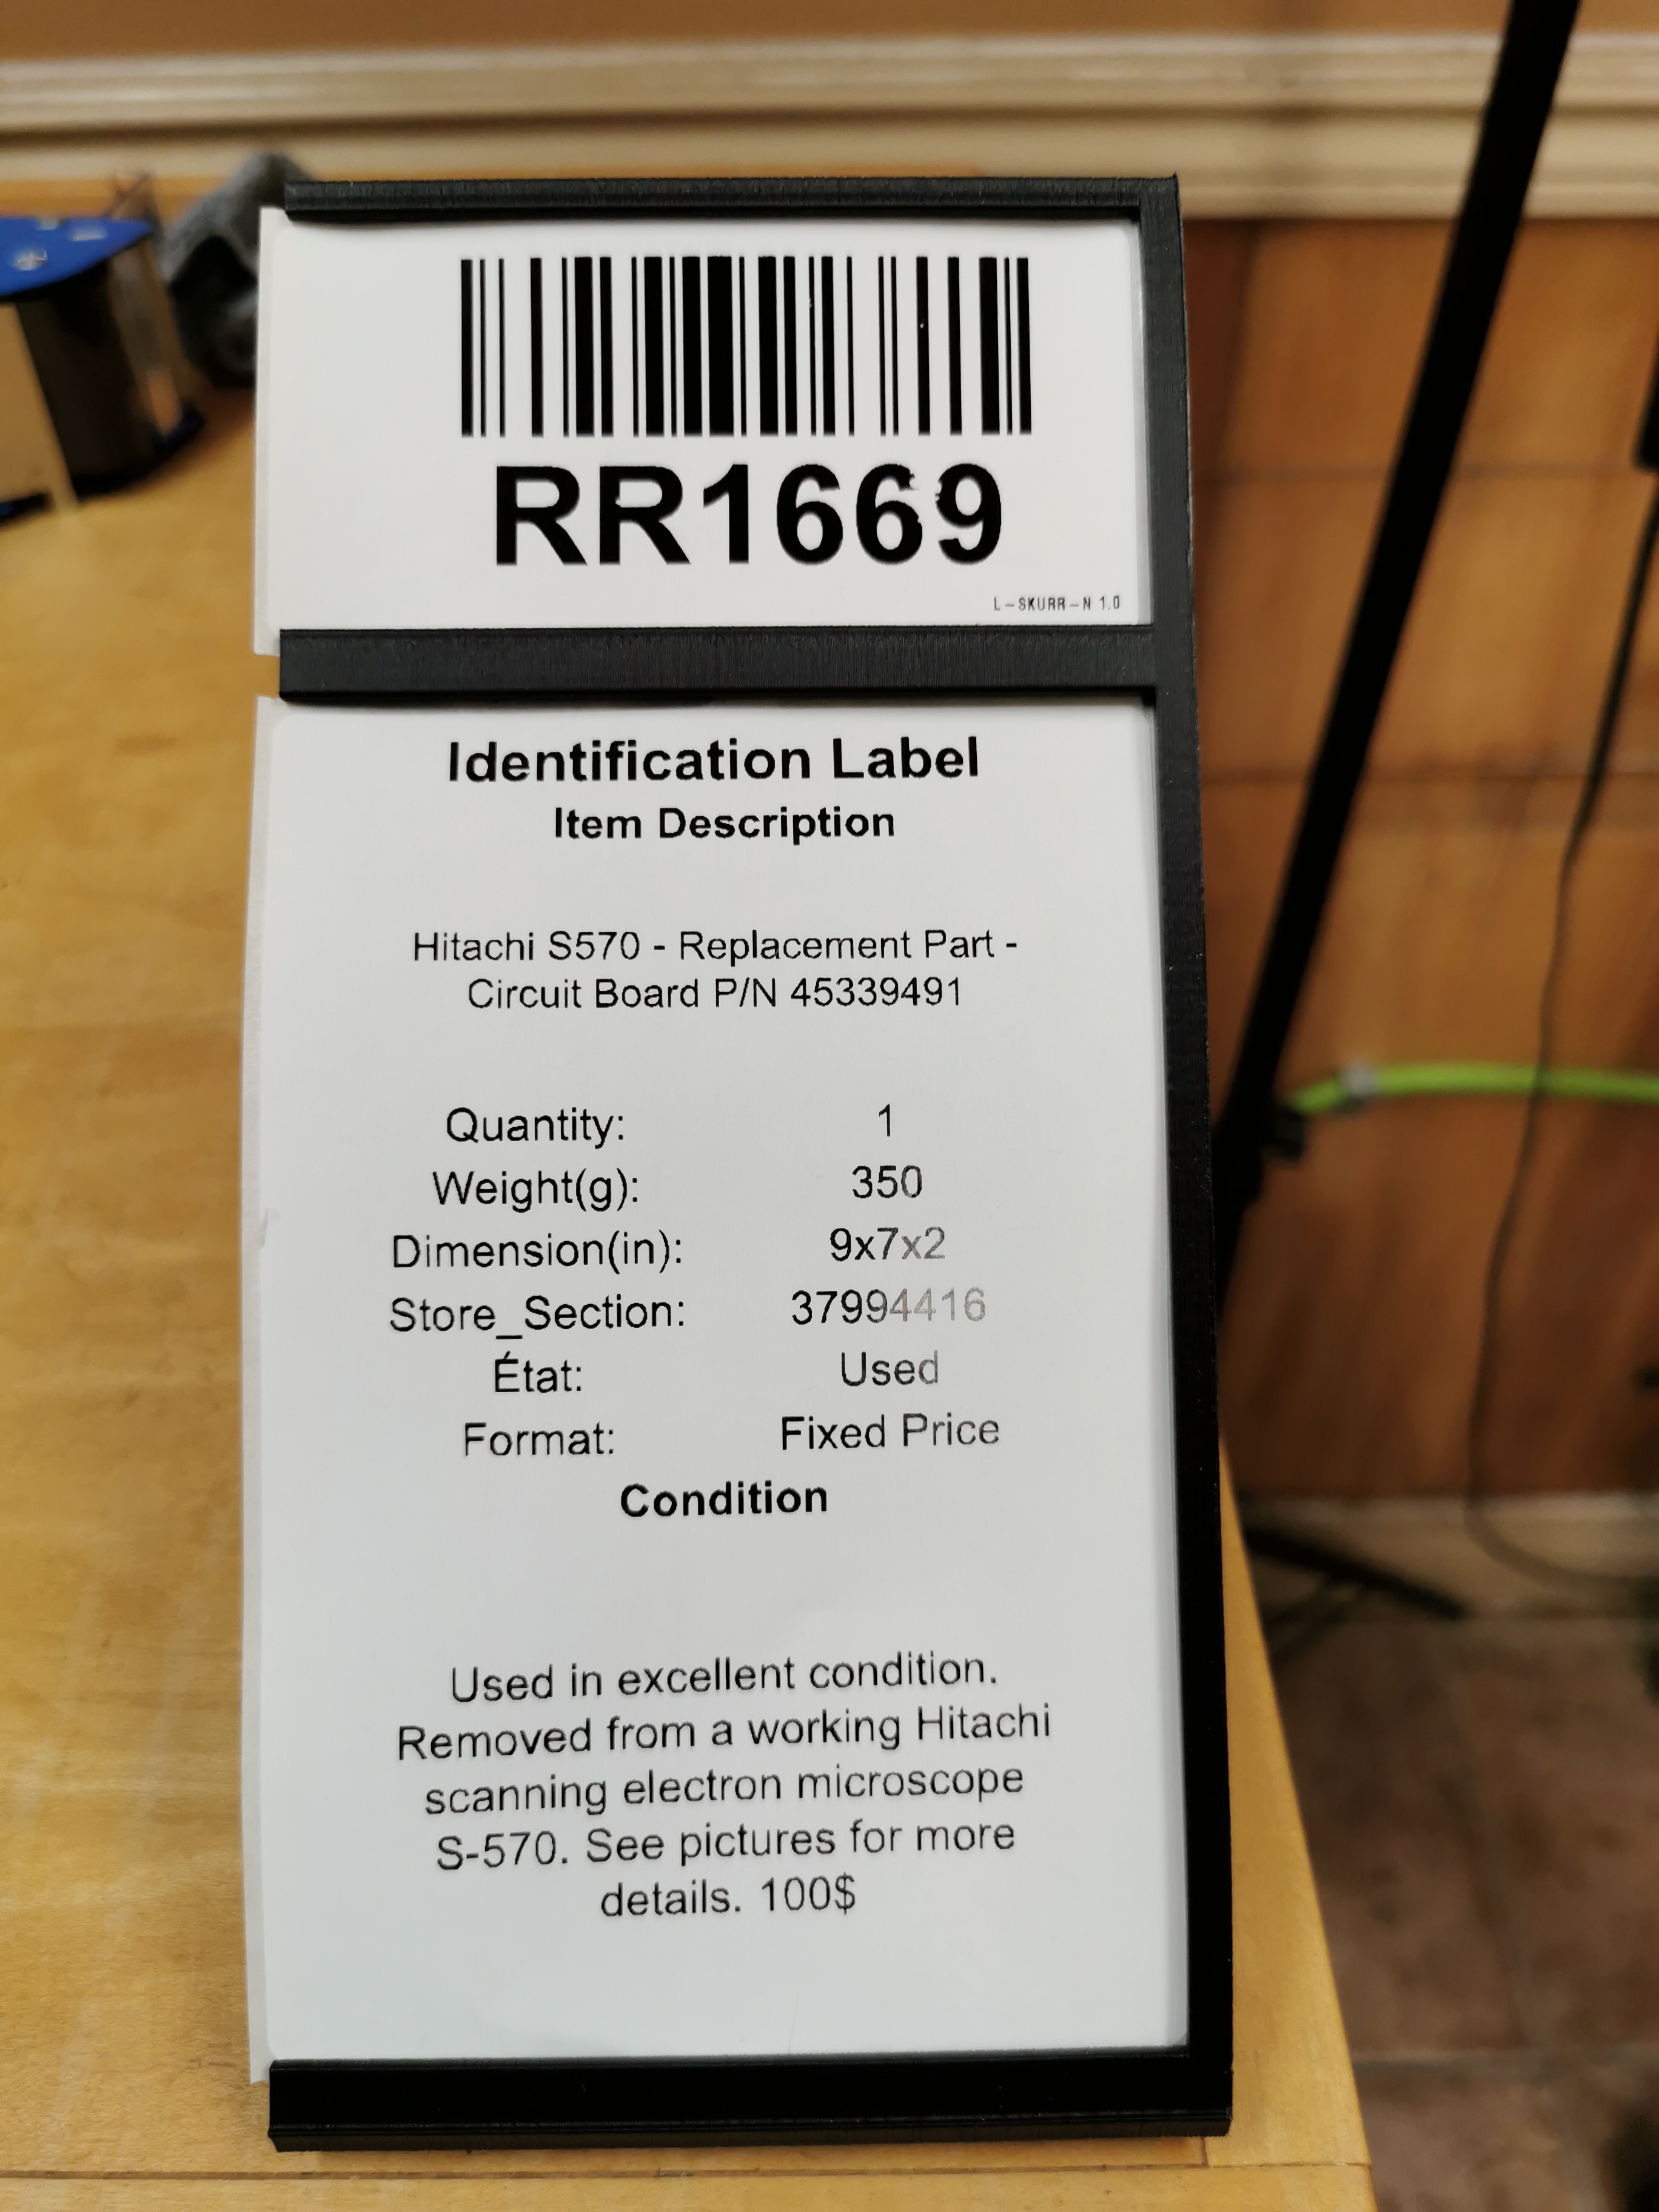 RR1669
L-SKURR-N 1.0
Identification Label
Item Description
Hitachi S570 - Replacement Part -
Circuit Board P/N 45339491
Quantity: 1
Weight(g): 350
Dimension(in): 9x7x2
Store_Section: 37994416
État: Used
Format: Fixed Price
Condition
Used in excellent condition.
Removed from a working Hitachi
scanning electron microscope
S-570. See pictures for more
details. 100$